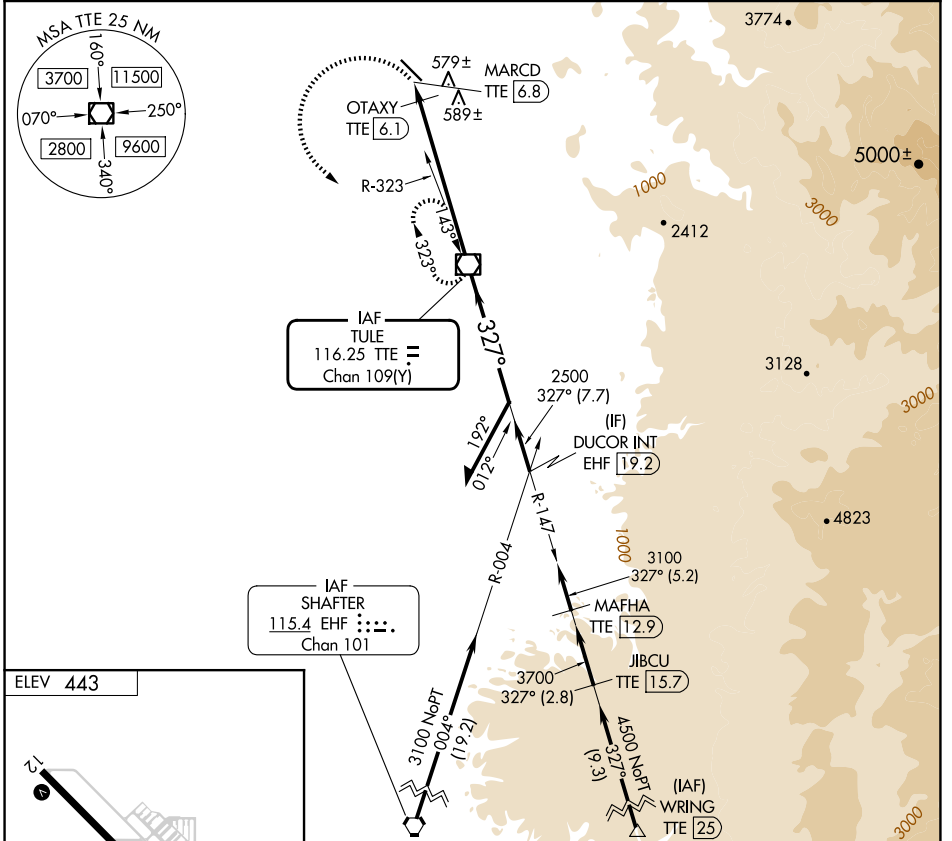 MSA TTE 25 NM
160°
3700
11500
070°
250°
2800
9600
340°
3774
579±
MARCD
TTE 6.8
OTAXY
TTE 6.1
589±
5000±
R-323
1000
3000
143°
323°
2412
IAF
TULE
116.25 TTE
Chan 109(Y)
327°
3128
3000
2500
327° (7.7)
(IF)
DUCOR INT
EHF 19.2
192°
012°
R-147
4823
R-004
1000
3100
327° (5.2)
IAF
SHAFTER
115.4 EHF
Chan 101
MAFHA
TTE 12.9
JIBCU
TTE 15.7
3700
327° (2.8)
ELEV 443
3100 NoPT
004°
(19.2)
4500 NoPT
327°
(9.3)
(IAF)
WRING
TTE 25
3000
12
V